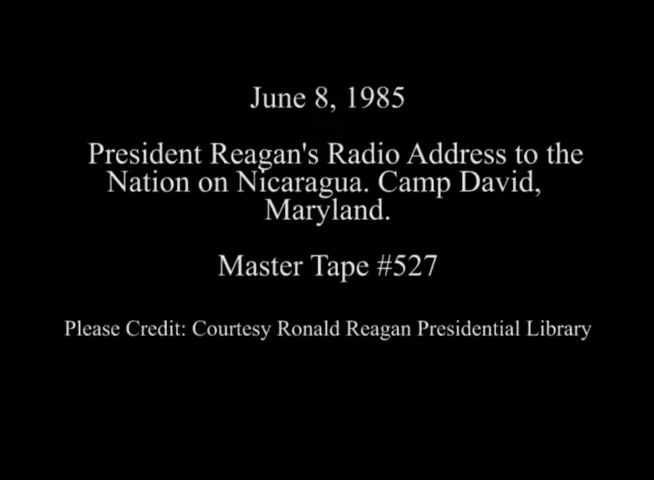 June 8, 1985
President Reagan's Radio Address to the
Nation on Nicaragua. Camp David,
Maryland.
Master Tape #527
Please Credit: Courtesy Ronald Reagan Presidential Library